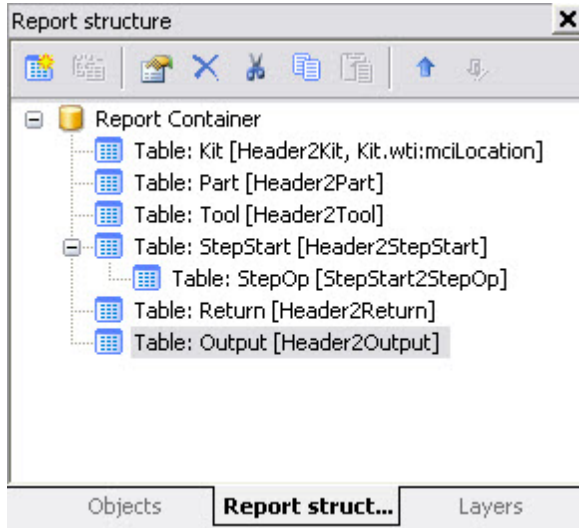 Report structure
Report Container
Table: Kit [Header2Kit, Kit.wti:mciLocation]
Table: Part [Header2Part]
Table: Tool [Header2Tool]
Table: StepStart [Header2StepStart]
Table: StepOp [StepStart2StepOp]
Table: Return [Header2Return]
Table: Output [Header2Output]
Objects
Report struct...
Layers